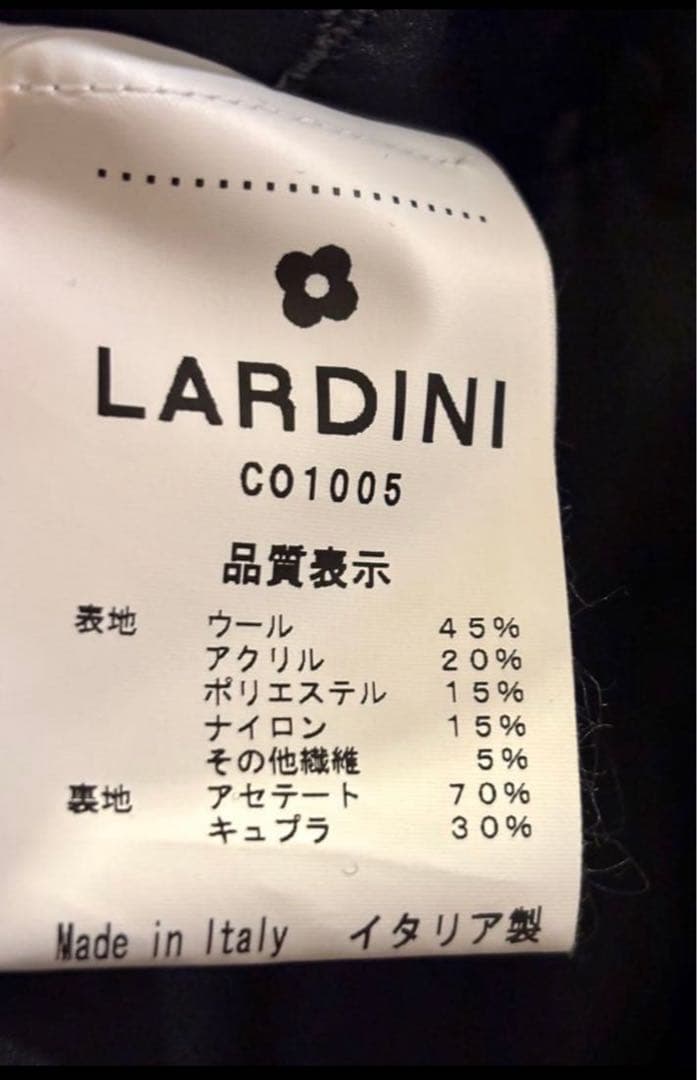 LARDINI
CO1005
品質表示
表地 ウール 45%
アクリル 20%
ポリエステル 15%
ナイロン 15%
その他繊維 5%
裏地 アセテート 70%
キュプラ 30%
Made in Italy イタリア製